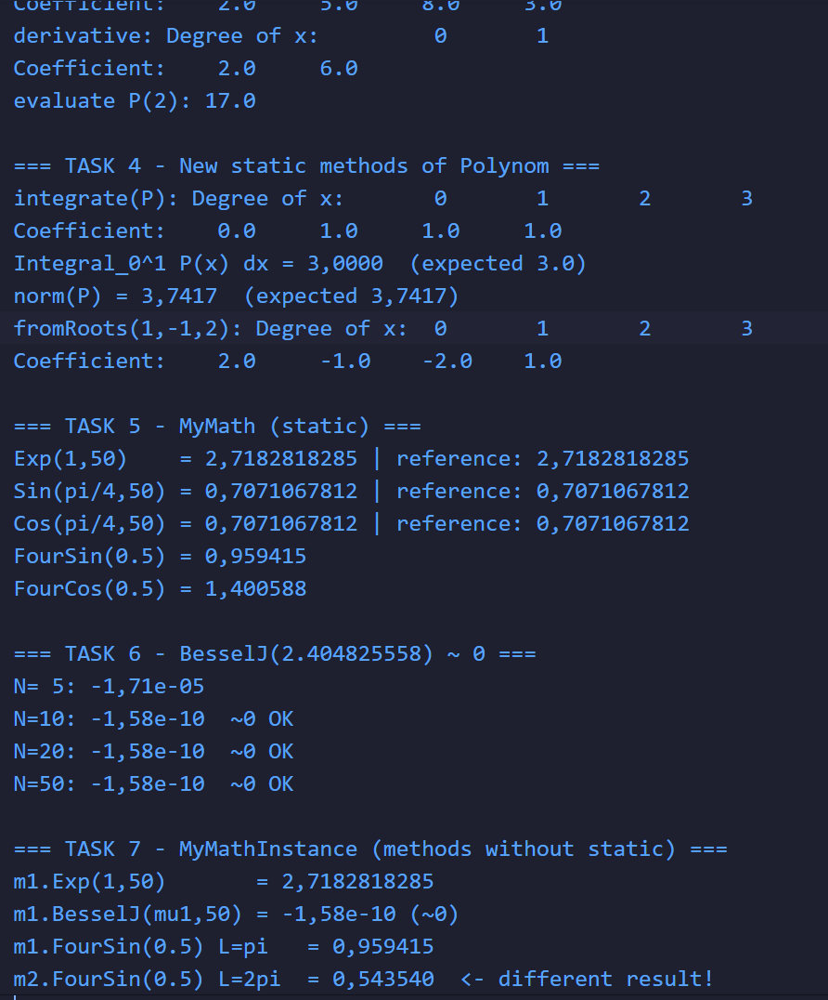 Coefficient:    2.0     5.0     8.0     3.0
derivative: Degree of x:         0       1
Coefficient:    2.0     6.0
evaluate P(2): 17.0
=== TASK 4 - New static methods of Polynom ===
integrate(P): Degree of x:       0       1       2       3
Coefficient:    0.0     1.0     1.0     1.0
Integral_0^1 P(x) dx = 3,0000  (expected 3.0)
norm(P) = 3,7417  (expected 3,7417)
fromRoots(1,-1,2): Degree of x:  0       1       2       3
Coefficient:    2.0     -1.0    -2.0    1.0
=== TASK 5 - MyMath (static) ===
Exp(1,50)    = 2,7182818285 | reference: 2,7182818285
Sin(pi/4,50) = 0,7071067812 | reference: 0,7071067812
Cos(pi/4,50) = 0,7071067812 | reference: 0,7071067812
FourSin(0.5) = 0,959415
FourCos(0.5) = 1,400588
=== TASK 6 - BesselJ(2.404825558) ~ 0 ===
N= 5: -1,71e-05
N=10: -1,58e-10  ~0 OK
N=20: -1,58e-10  ~0 OK
N=50: -1,58e-10  ~0 OK
=== TASK 7 - MyMathInstance (methods without static) ===
m1.Exp(1,50)       = 2,7182818285
m1.BesselJ(mu1,50) = -1,58e-10 (~0)
m1.FourSin(0.5) L=pi   = 0,959415
m2.FourSin(0.5) L=2pi  = 0,543540  <- different result!